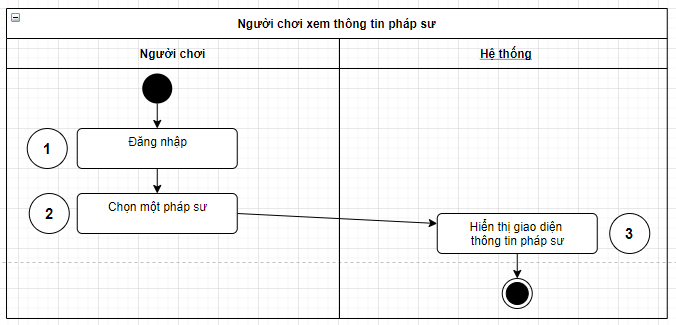 Người chơi xem thông tin pháp sư
Người chơi
Hệ thống
1
Đăng nhập
2
Chọn một pháp sư
Hiển thị giao diện
thông tin pháp sư
3